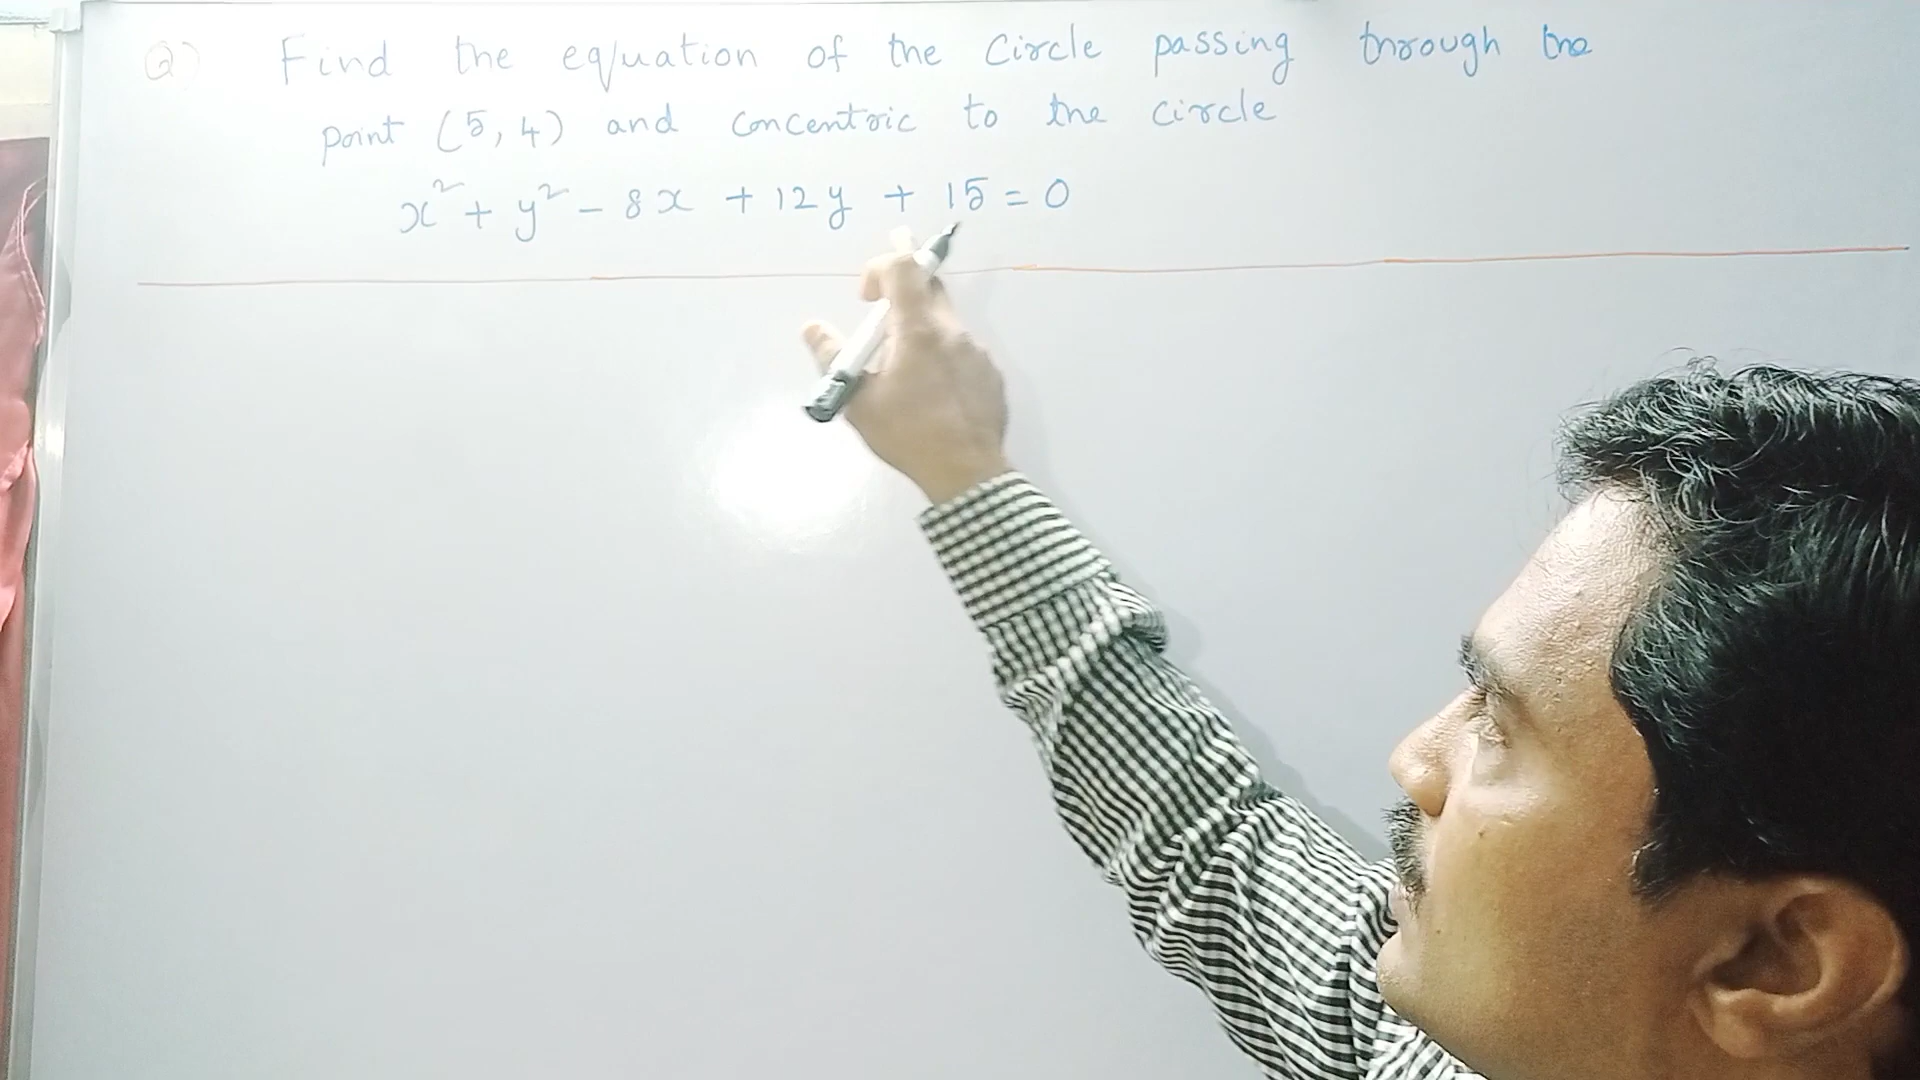 Q) Find the equation of the Circle passing through the
point (5, 4) and concentric to the circle
x² + y² - 8x + 12y + 15 = 0